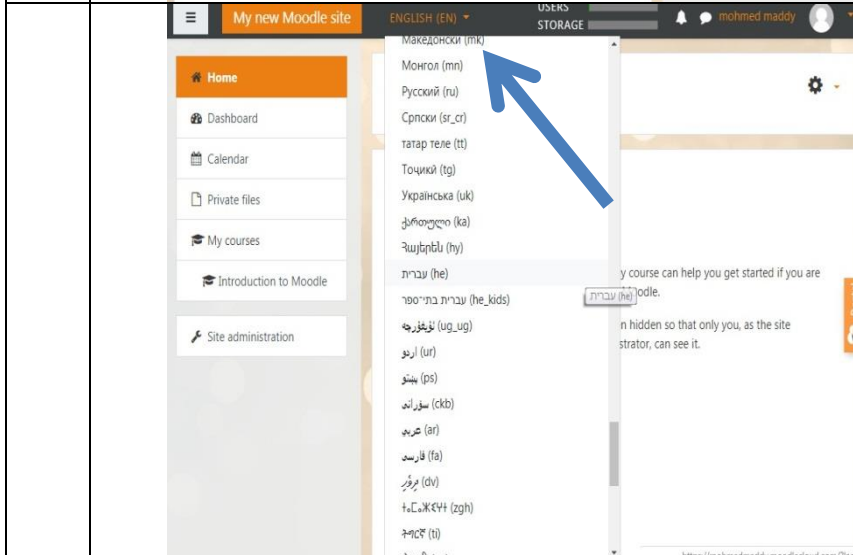 My new Moodle site
ENGLISH (EN)
USERS
STORAGE
mohmed maddy
Home
Dashboard
Calendar
Private files
My courses
Introduction to Moodle
Site administration
Македонски (mk)
Монгол (mn)
Русский (ru)
Српски (sr_cr)
татар теле (tt)
Тоҷикӣ (tg)
Українська (uk)
ქართული (ka)
Հայերեն (hy)
עברית (he)
עברית בתי־ספר (he_kids)
ئۇيغۇرچە (ug_ug)
اردو (ur)
پښتو (ps)
سۆرانی (ckb)
عربي (ar)
فارسی (fa)
ދިވެހި (dv)
ⵜⴰⵎⴰⵣⵉⵖⵜ (zgh)
ትግርኛ (ti)
עברית (he)
y course can help you get started if you are
oodle.
n hidden so that only you, as the site
strator, can see it.